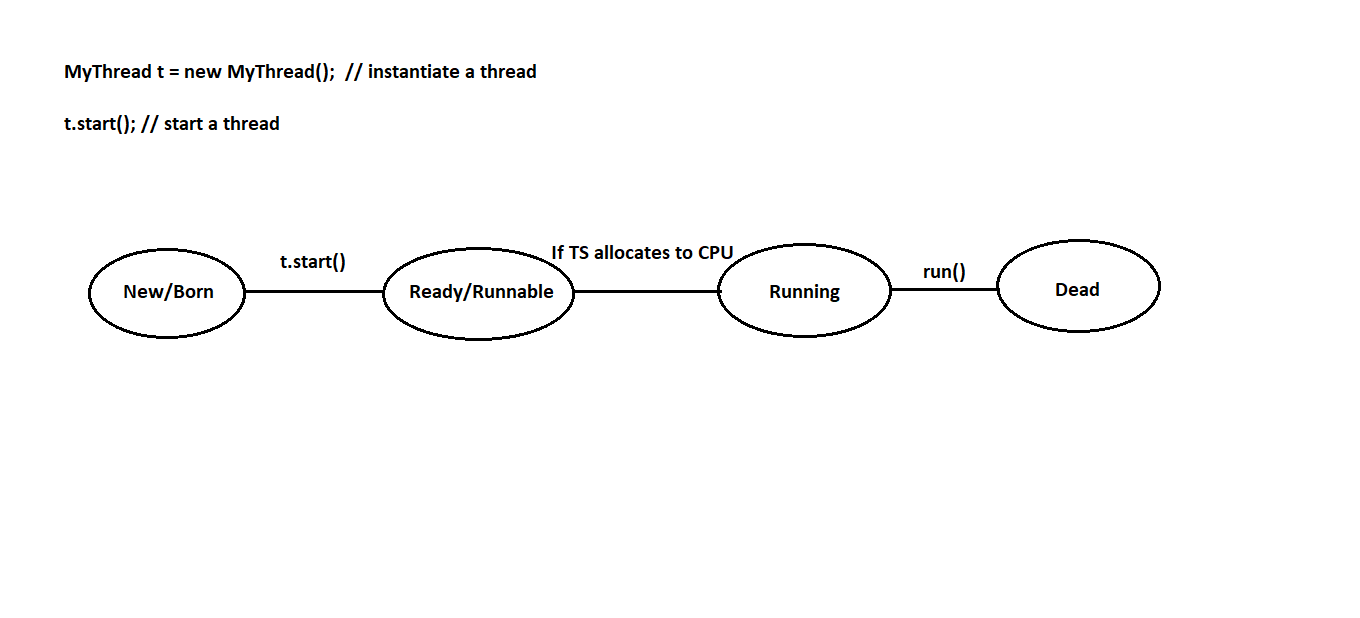 MyThread t = new MyThread();  // instantiate a thread
t.start(); // start a thread
If TS allocates to CPU
t.start()
run()
New/Born
Ready/Runnable
Running
Dead